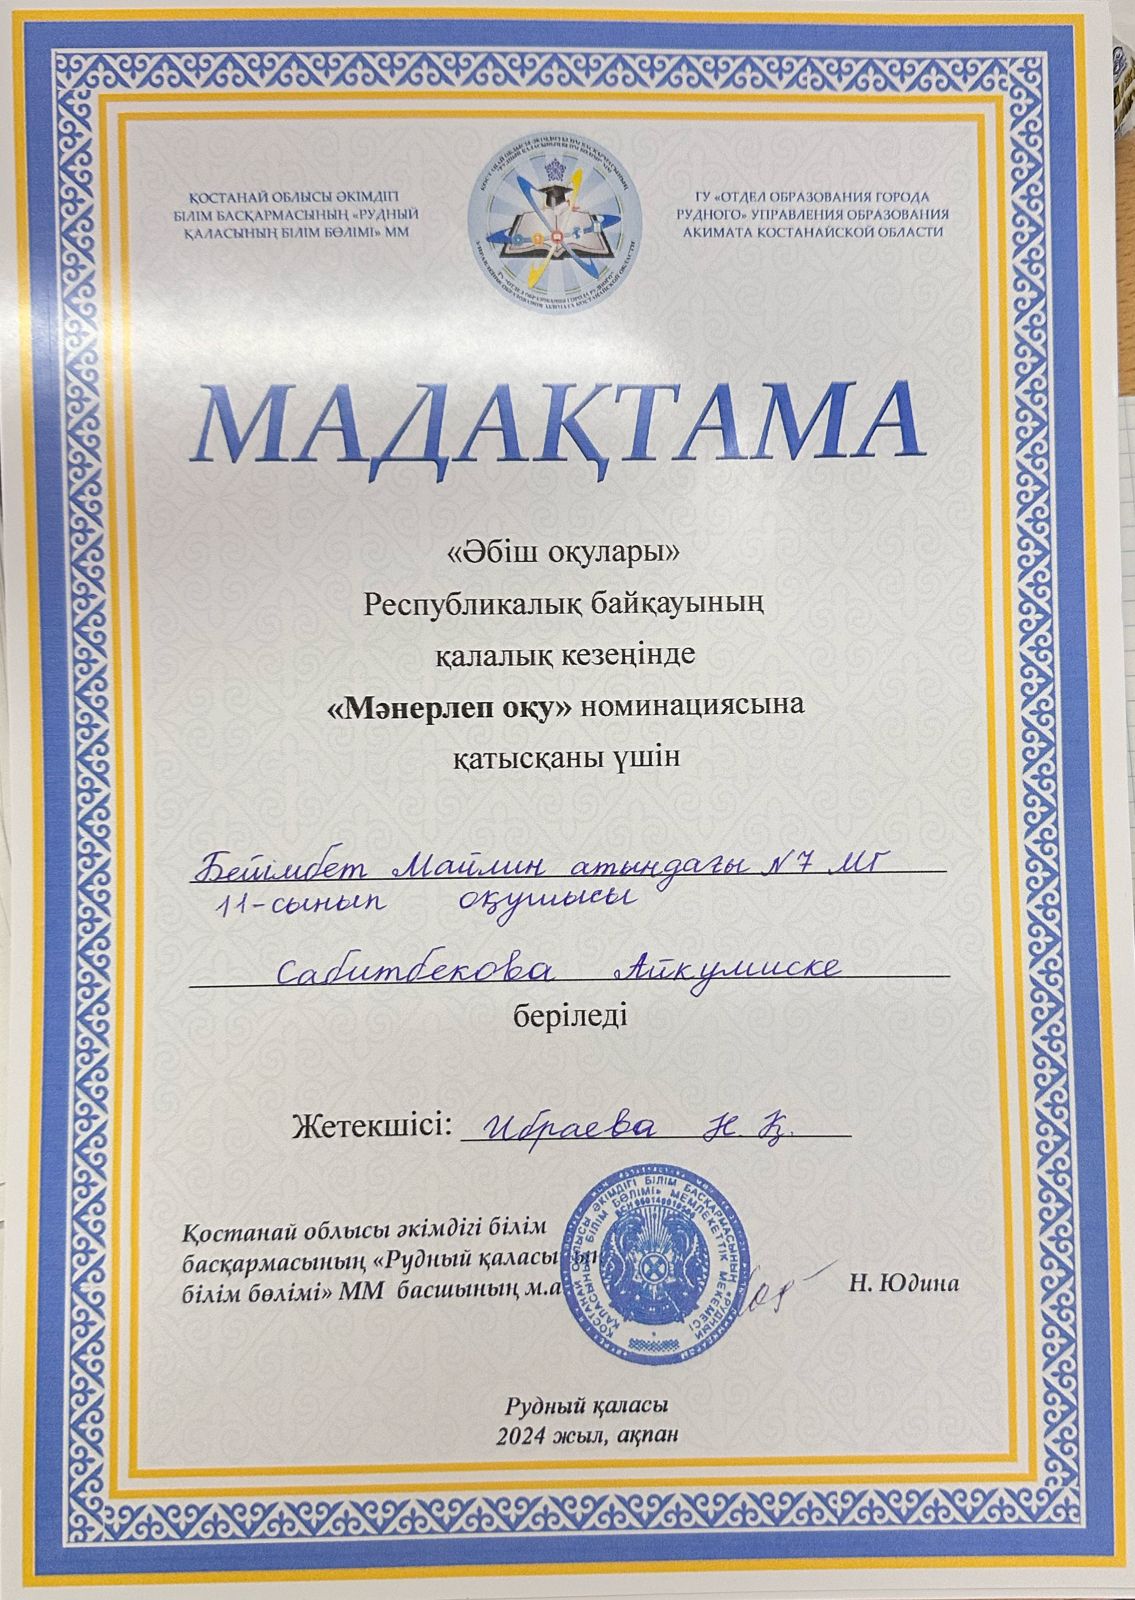 ҚОСТАНАЙ ОБЛЫСЫ ӘКІМДІГІ
БІЛІМ БАСҚАРМАСЫНЫҢ «РУДНЫЙ
ҚАЛАСЫНЫҢ БІЛІМ БӨЛІМІ» ММ
ГУ «ОТДЕЛ ОБРАЗОВАНИЯ ГОРОДА
РУДНОГО» УПРАВЛЕНИЯ ОБРАЗОВАНИЯ
АКИМАТА КОСТАНАЙСКОЙ ОБЛАСТИ
МАДАҚТАМА
«Әбіш оқулары»
Республикалық байқауының
қалалық кезеңінде
«Мәнерлеп оқу» номинациясына
қатысқаны үшін
Бейімбет Майлин атындағы N7 МГ
11-сынып оқушысы
Сабитбекова Айкумиске
беріледі
Жетекшісі: Ибраева Н. Қ.
Қостанай облысы әкімдігі білім
басқармасының «Рудный қаласының
білім бөлімі» ММ басшының м.а
Н. Юдина
Рудный қаласы
2024 жыл, ақпан